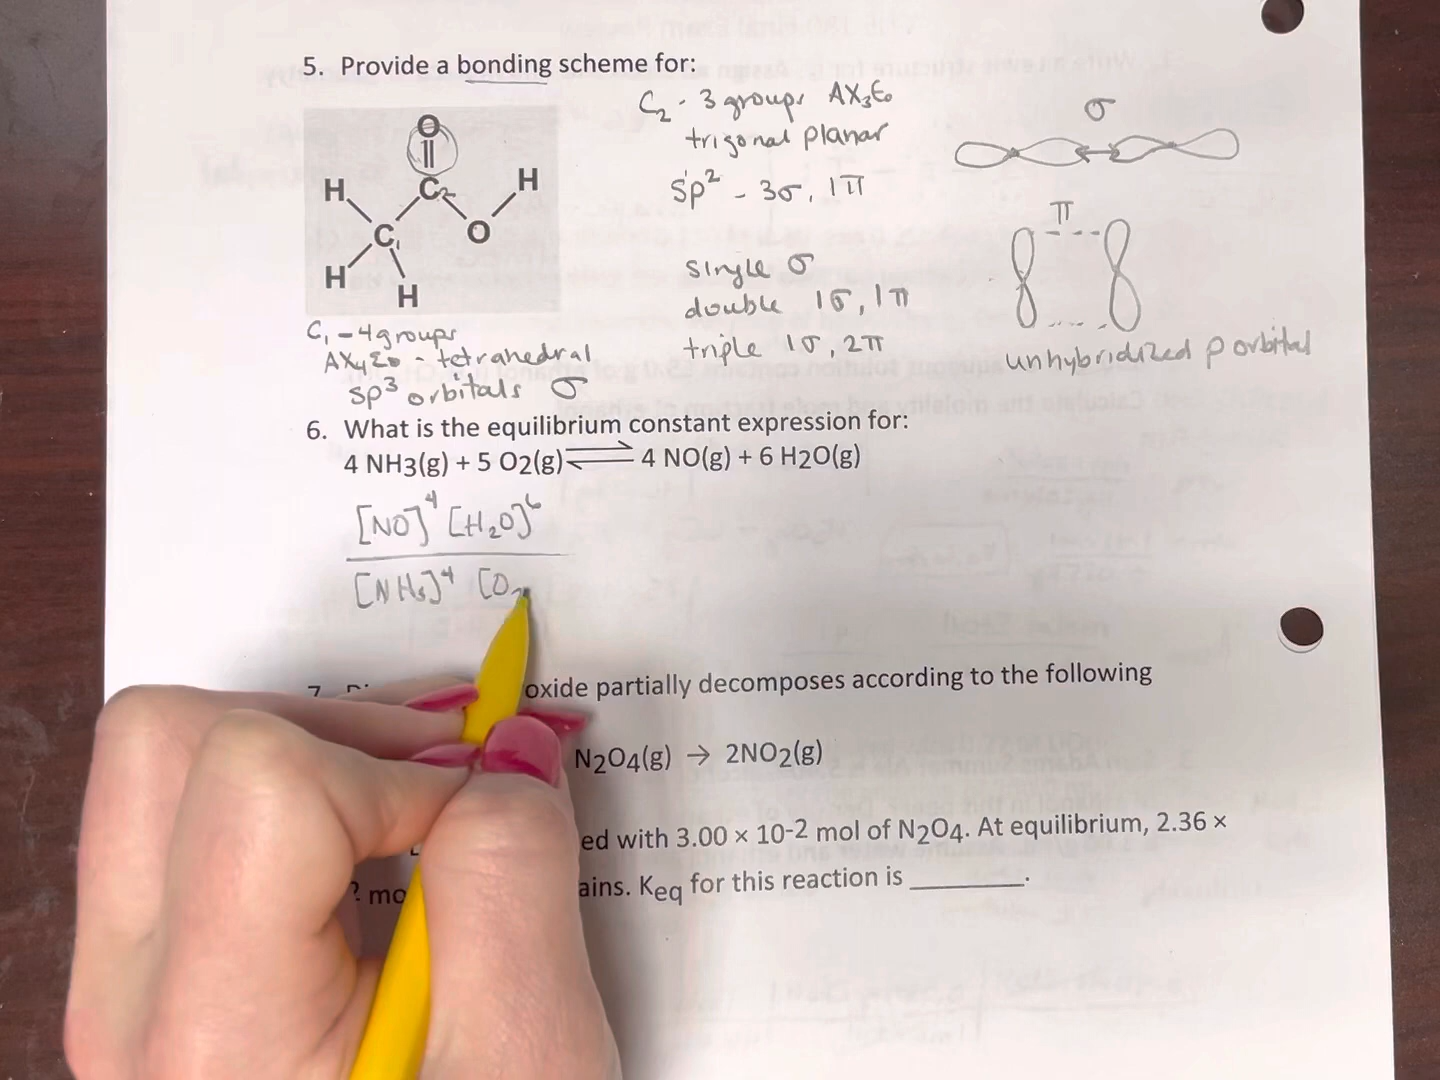 5. Provide a bonding scheme for:
O
H C₂ H
C₁ O
H
H
C₂ - 3 groups AX₃E₀
trigonal planar
sp² - 3σ, 1π
single σ
double 1σ, 1π
triple 1σ, 2π
σ
π
unhybridized p orbital
C₁ - 4 groups
AX₄E₀ - tetrahedral
sp³ orbitals σ
6. What is the equilibrium constant expression for:
4 NH3(g) + 5 O2(g) ⇌ 4 NO(g) + 6 H2O(g)
[NO]⁴ [H₂O]⁶
[NH₃]⁴ [O₂
7. oxide partially decomposes according to the following
N2O4(g) → 2NO2(g)
ed with 3.00 × 10-2 mol of N2O4. At equilibrium, 2.36 ×
mo ains. Keq for this reaction is ________.